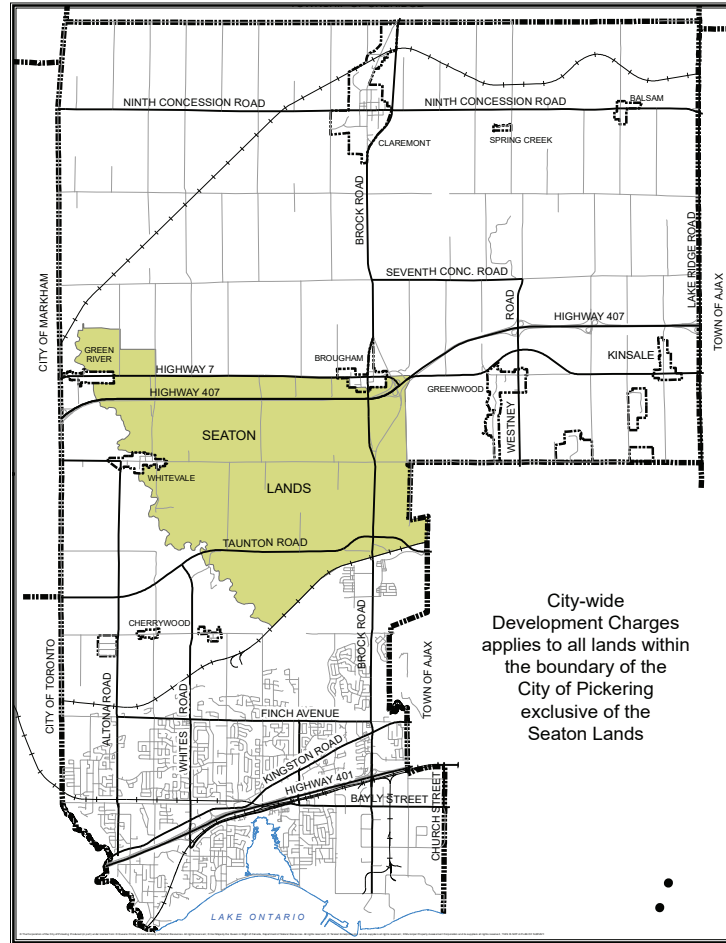 NINTH CONCESSION ROAD
NINTH CONCESSION ROAD
BALSAM
CLAREMONT
SPRING CREEK
BROCK ROAD
LAKE RIDGE ROAD
SEVENTH CONC. ROAD
CITY OF MARKHAM
TOWN OF AJAX
ROAD
HIGHWAY 407
GREEN
RIVER
BROUGHAM
KINSALE
HIGHWAY 7
GREENWOOD
HIGHWAY 407
WESTNEY
SEATON
WHITEVALE
LANDS
TAUNTON ROAD
City-wide
Development Charges
applies to all lands within
the boundary of the
City of Pickering
exclusive of the
Seaton Lands
CHERRYWOOD
BROCK ROAD
CITY OF TORONTO
TOWN OF AJAX
ALTONA ROAD
WHITES ROAD
FINCH AVENUE
KINGSTON ROAD
HIGHWAY 401
BAYLY STREET
CHURCH STREET
LAKE ONTARIO